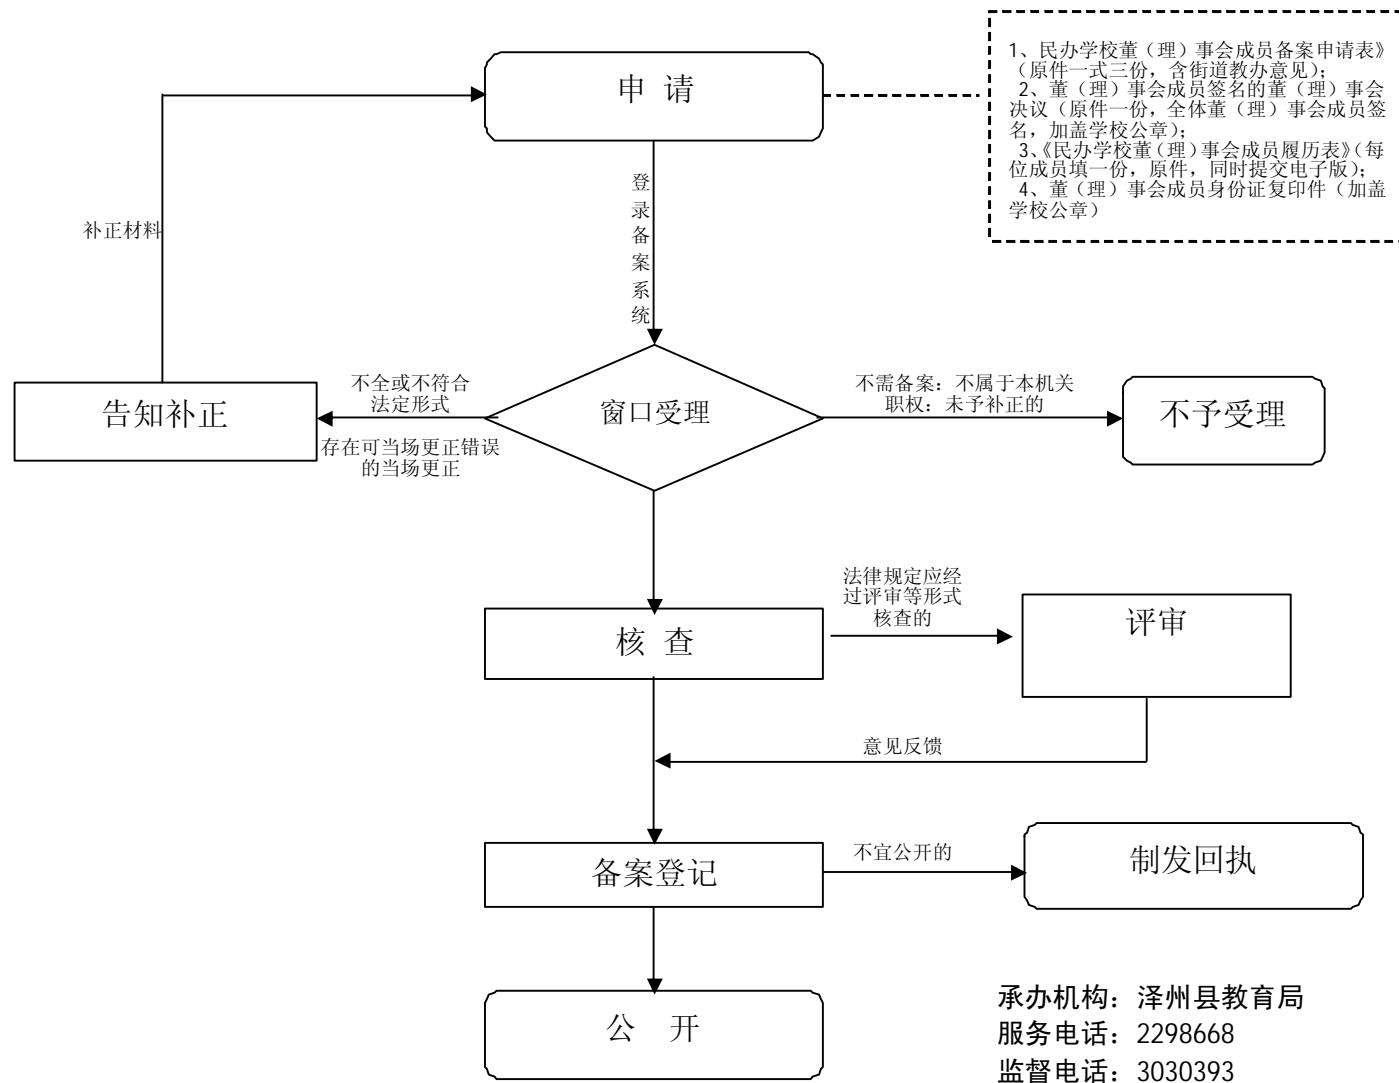 申 请
1、民办学校董（理）事会成员备案申请表》
（原件一式三份，含街道教办意见）；
2、董（理）事会成员签名的董（理）事会
决议（原件一份，全体董（理）事会成员签
名，加盖学校公章）；
3、《民办学校董（理）事会成员履历表》（每
位成员填一份，原件，同时提交电子版）；
4、董（理）事会成员身份证复印件（加盖
学校公章）
登录备案系统
补正材料
告知补正
不全或不符合
法定形式
存在可当场更正错误
的当场更正
窗口受理
不需备案：不属于本机关
职权：未予补正的
不予受理
核 查
法律规定应经
过评审等形式
核查的
评审
意见反馈
备案登记
不宜公开的
制发回执
公 开
承办机构：泽州县教育局
服务电话：2298668
监督电话：3030393